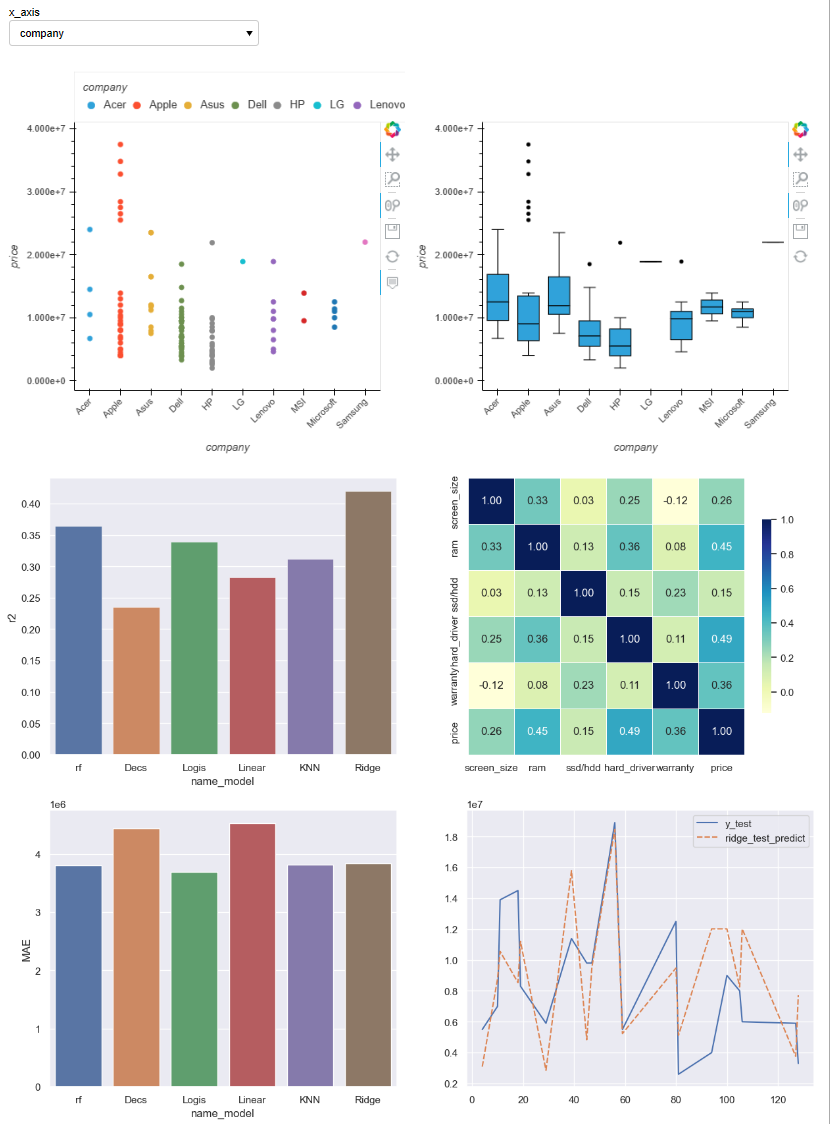 x_axis
company
company
Acer Apple Asus Dell HP LG Lenovo
4.000e+7
3.000e+7
2.000e+7
1.000e+7
0.000e+0
price
Acer Apple Asus Dell HP LG Lenovo MSI Microsoft Samsung
company
4.000e+7
3.000e+7
2.000e+7
1.000e+7
0.000e+0
price
Acer Apple Asus Dell HP LG Lenovo MSI Microsoft Samsung
company
0.40
0.35
0.30
0.25
0.20
0.15
0.10
0.05
0.00
r2
rf Decs Logis Linear KNN Ridge
name_model
screen_size 1.00 0.33 0.03 0.25 -0.12 0.26
ram 0.33 1.00 0.13 0.36 0.08 0.45
ssd/hdd 0.03 0.13 1.00 0.15 0.23 0.15
hard_driver 0.25 0.36 0.15 1.00 0.11 0.49
warranty -0.12 0.08 0.23 0.11 1.00 0.36
price 0.26 0.45 0.15 0.49 0.36 1.00
screen_size ram ssd/hdd hard_driver warranty price
1.0
0.8
0.6
0.4
0.2
0.0
1e6
4
3
2
1
0
MAE
rf Decs Logis Linear KNN Ridge
name_model
1e7
y_test
ridge_test_predict
1.8
1.6
1.4
1.2
1.0
0.8
0.6
0.4
0.2
0 20 40 60 80 100 120